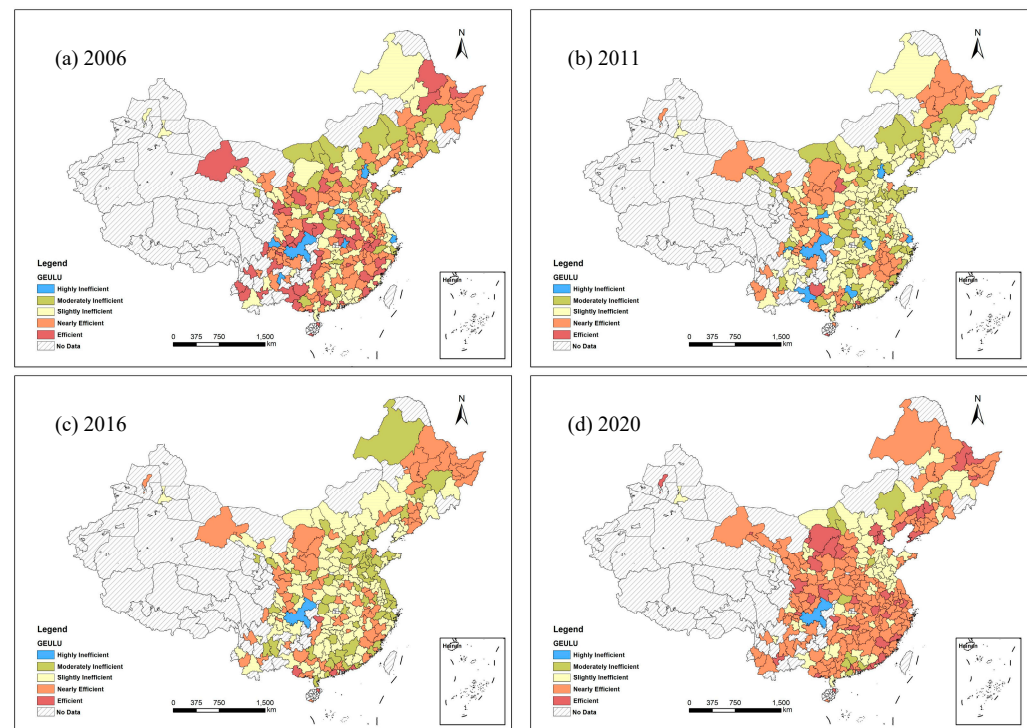 (a) 2006
N
Legend
GEULU
Highly Inefficient
Moderately Inefficient
Slightly Inefficient
Nearly Efficient
Efficient
No Data
0 375 750 1,500
km
Hainan
(b) 2011
N
Legend
GEULU
Highly Inefficient
Moderately Inefficient
Slightly Inefficient
Nearly Efficient
Efficient
No Data
0 375 750 1,500
km
Hainan
(c) 2016
N
Legend
GEULU
Highly Inefficient
Moderately Inefficient
Slightly Inefficient
Nearly Efficient
Efficient
No Data
0 375 750 1,500
km
Hainan
(d) 2020
N
Legend
GEULU
Highly Inefficient
Moderately Inefficient
Slightly Inefficient
Nearly Efficient
Efficient
No Data
0 375 750 1,500
km
Hainan